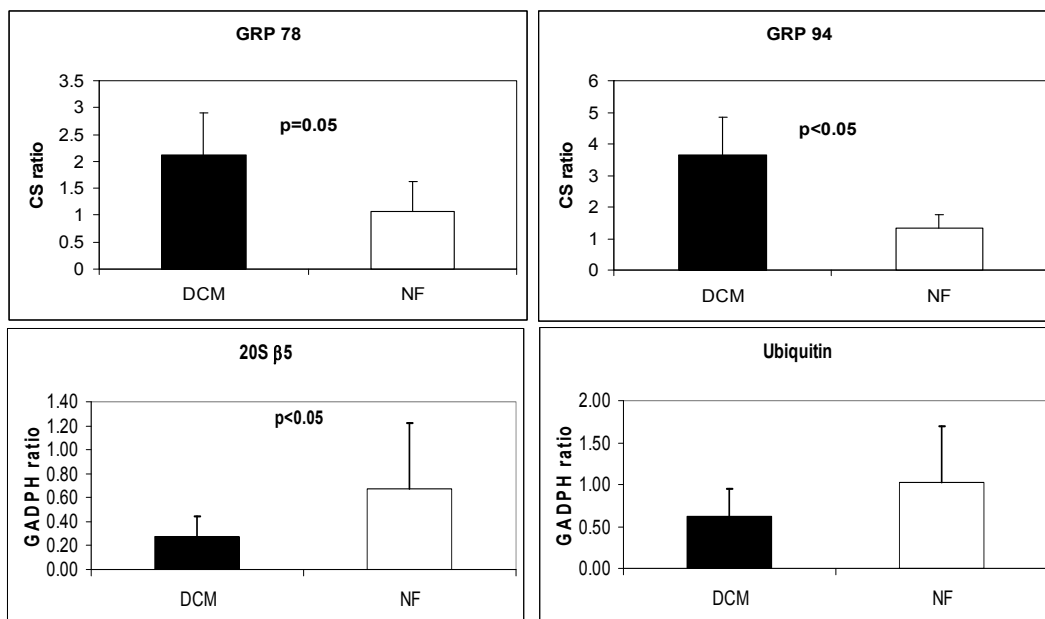 GRP 78
CS ratio
3.5
3
2.5
2
1.5
1
0.5
0
p=0.05
DCM NF
GRP 94
CS ratio
6
5
4
3
2
1
0
p<0.05
DCM NF
20S β5
GADPH ratio
1.40
1.20
1.00
0.80
0.60
0.40
0.20
0.00
p<0.05
DCM NF
Ubiquitin
GADPH ratio
2.00
1.50
1.00
0.50
0.00
DCM NF